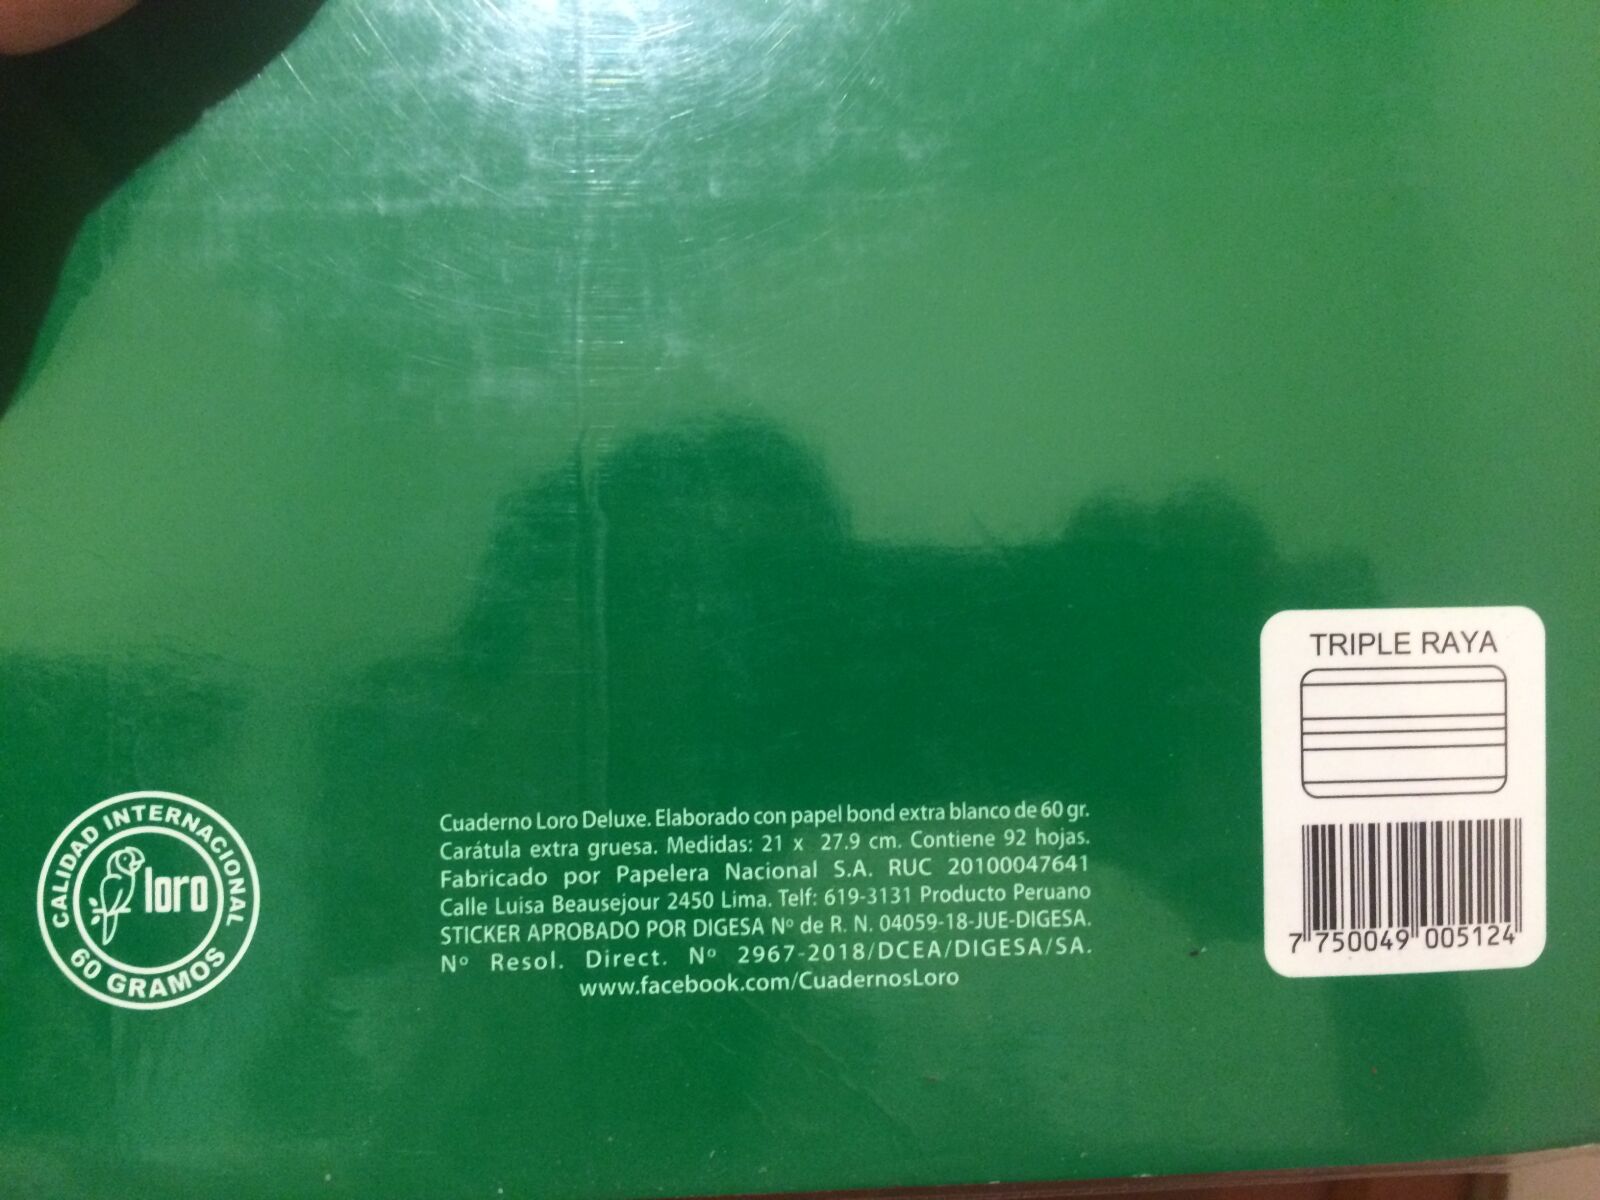 CALIDAD INTERNACIONAL
loro
60 GRAMOS
Cuaderno Loro Deluxe. Elaborado con papel bond extra blanco de 60 gr.
Carátula extra gruesa. Medidas: 21 x 27.9 cm. Contiene 92 hojas.
Fabricado por Papelera Nacional S.A. RUC 20100047641
Calle Luisa Beausejour 2450 Lima. Telf: 619-3131 Producto Peruano
STICKER APROBADO POR DIGESA Nº de R. N. 04059-18-JUE-DIGESA.
Nº Resol. Direct. Nº 2967-2018/DCEA/DIGESA/SA.
www.facebook.com/CuadernosLoro
TRIPLE RAYA
7 750049 005124